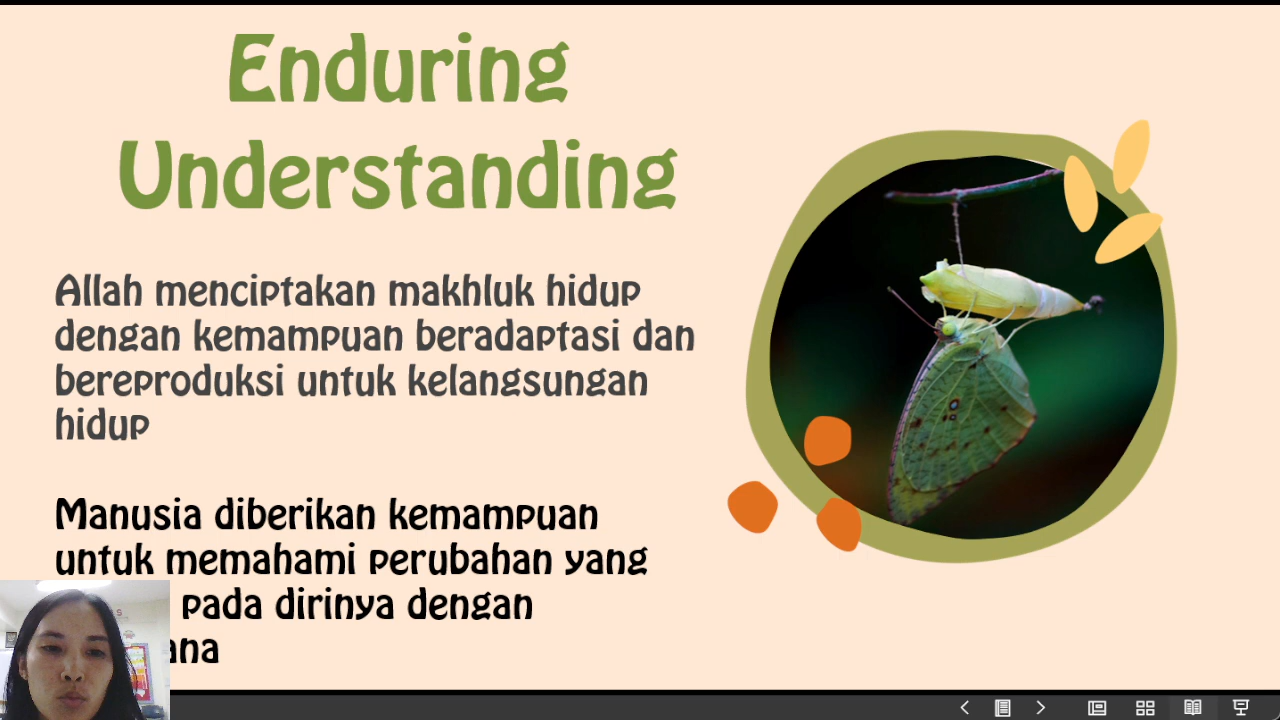 Enduring
Understanding
Allah menciptakan makhluk hidup
dengan kemampuan beradaptasi dan
bereproduksi untuk kelangsungan
hidup
Manusia diberikan kemampuan
untuk memahami perubahan yang
pada dirinya dengan